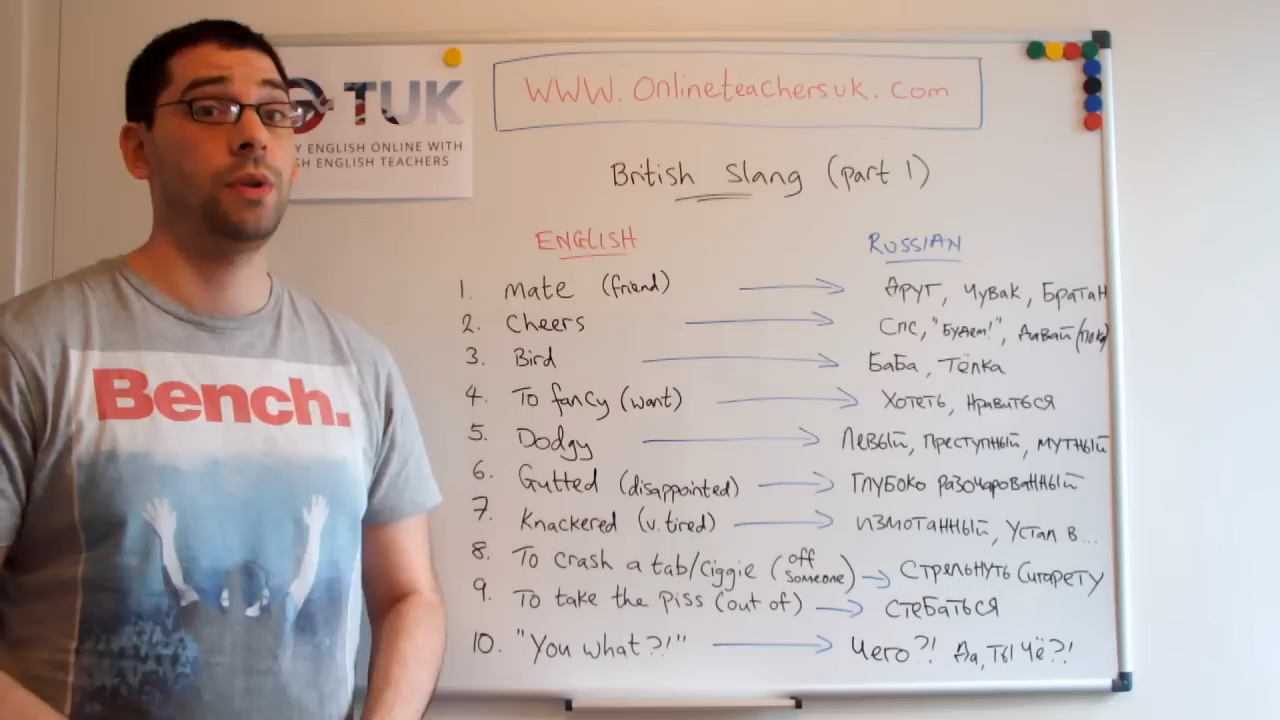 TUK
Y ENGLISH ONLINE WITH
SH ENGLISH TEACHERS
Bench.
WWW.Onlineteachersuk.com
British Slang (part 1)
ENGLISH RUSSIAN
1. Mate (friend) → Друг, Чувак, Братан
2. Cheers → Спс, "Будем!", Давай (пока)
3. Bird → Баба, Тёлка
4. To fancy (want) → Хотеть, Нравиться
5. Dodgy → Левый, Преступный, мутный
6. Gutted (disappointed) → Глубоко разочарованный
7. Knackered (v. tired) → измотанный, Устал в...
8. To crash a tab/ciggie (off someone) → Стрельнуть Сигарету
9. To take the piss (out of) → Стебаться
10. "You what?!" → Чего?! Да, ты чё?!